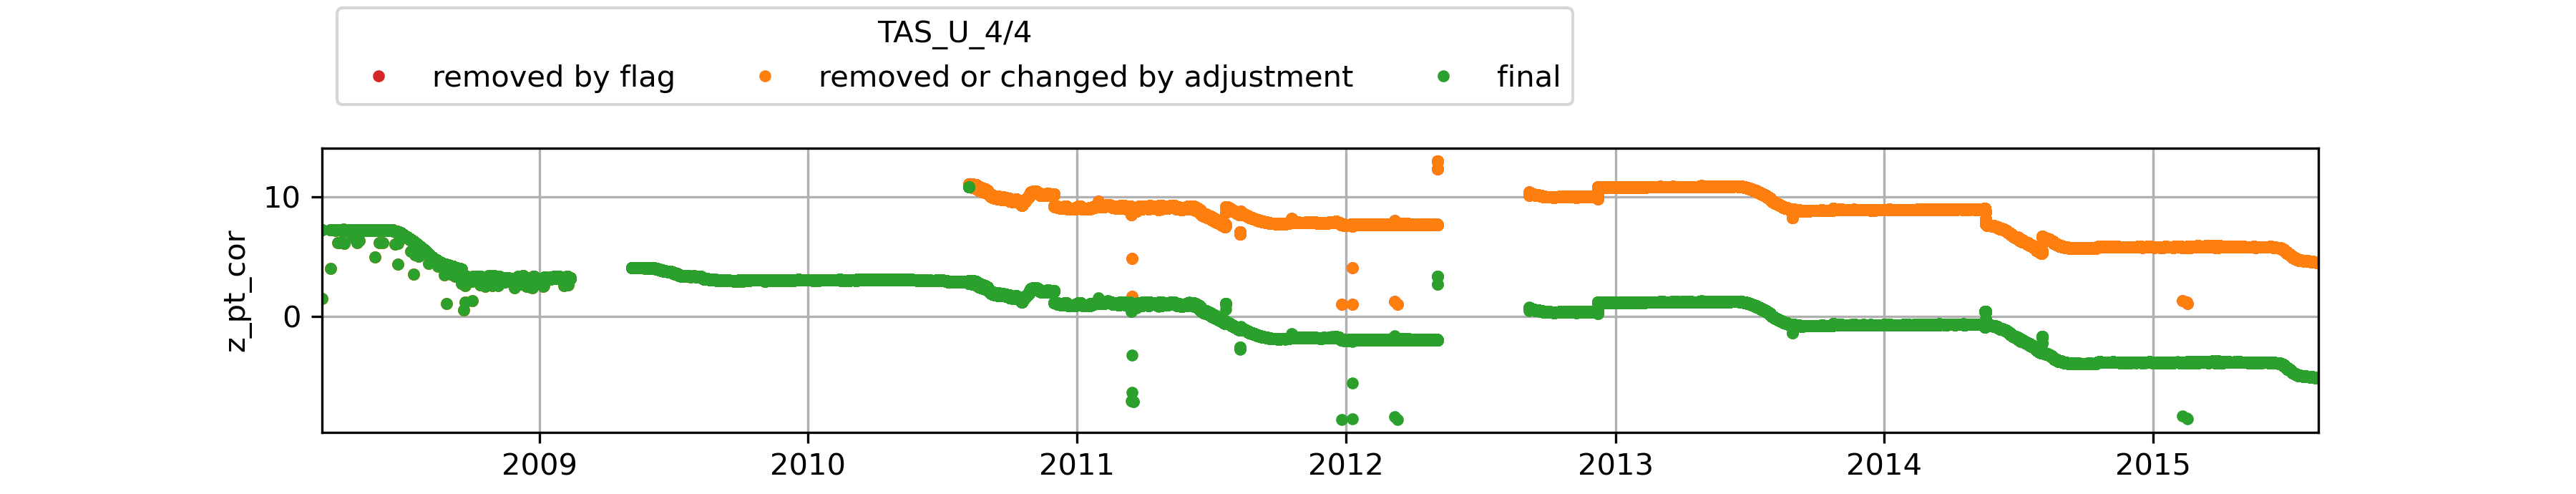 TAS_U_4/4
removed by flag removed or changed by adjustment final
z_pt_cor
10
0
2009 2010 2011 2012 2013 2014 2015